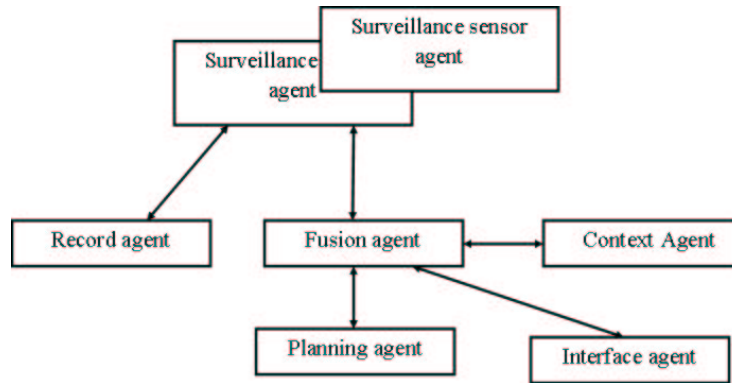 Surveillance sensor
agent
Surveillance
agent
Record agent
Fusion agent
Context Agent
Planning agent
Interface agent